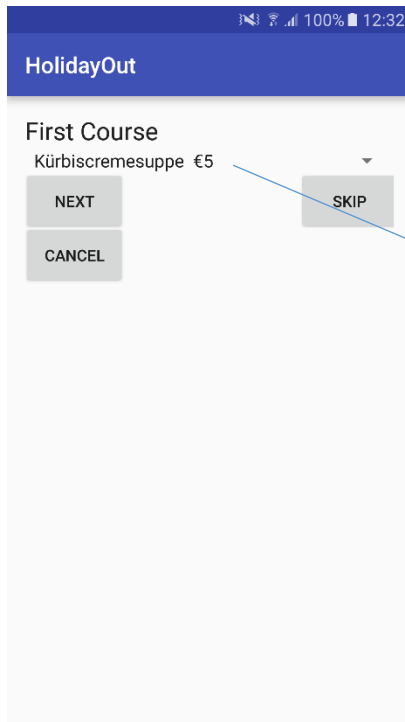 100% 12:32
HolidayOut
First Course
Kürbiscremesuppe €5
NEXT SKIP
CANCEL